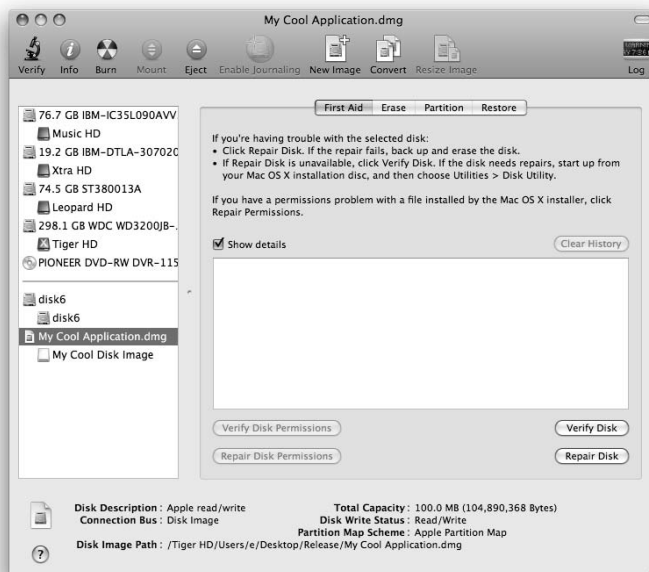 My Cool Application.dmg
Verify Info Burn Mount Eject Enable Journaling New Image Convert Resize Image Log
76.7 GB IBM-IC35L090AVV
Music HD
19.2 GB IBM-DTLA-307020
Xtra HD
74.5 GB ST380013A
Leopard HD
298.1 GB WDC WD3200JB-.
Tiger HD
PIONEER DVD-RW DVR-115
disk6
disk6
My Cool Application.dmg
My Cool Disk Image
First Aid Erase Partition Restore
If you're having trouble with the selected disk:
• Click Repair Disk. If the repair fails, back up and erase the disk.
• If Repair Disk is unavailable, click Verify Disk. If the disk needs repairs, start up from
your Mac OS X installation disc, and then choose Utilities > Disk Utility.
If you have a permissions problem with a file installed by the Mac OS X installer, click
Repair Permissions.
Show details
Clear History
Verify Disk Permissions
Verify Disk
Repair Disk Permissions
Repair Disk
Disk Description : Apple read/write
Connection Bus : Disk Image
Total Capacity : 100.0 MB (104,890,368 Bytes)
Disk Write Status : Read/Write
Partition Map Scheme : Apple Partition Map
Disk Image Path : /Tiger HD/Users/e/Desktop/Release/My Cool Application.dmg
?